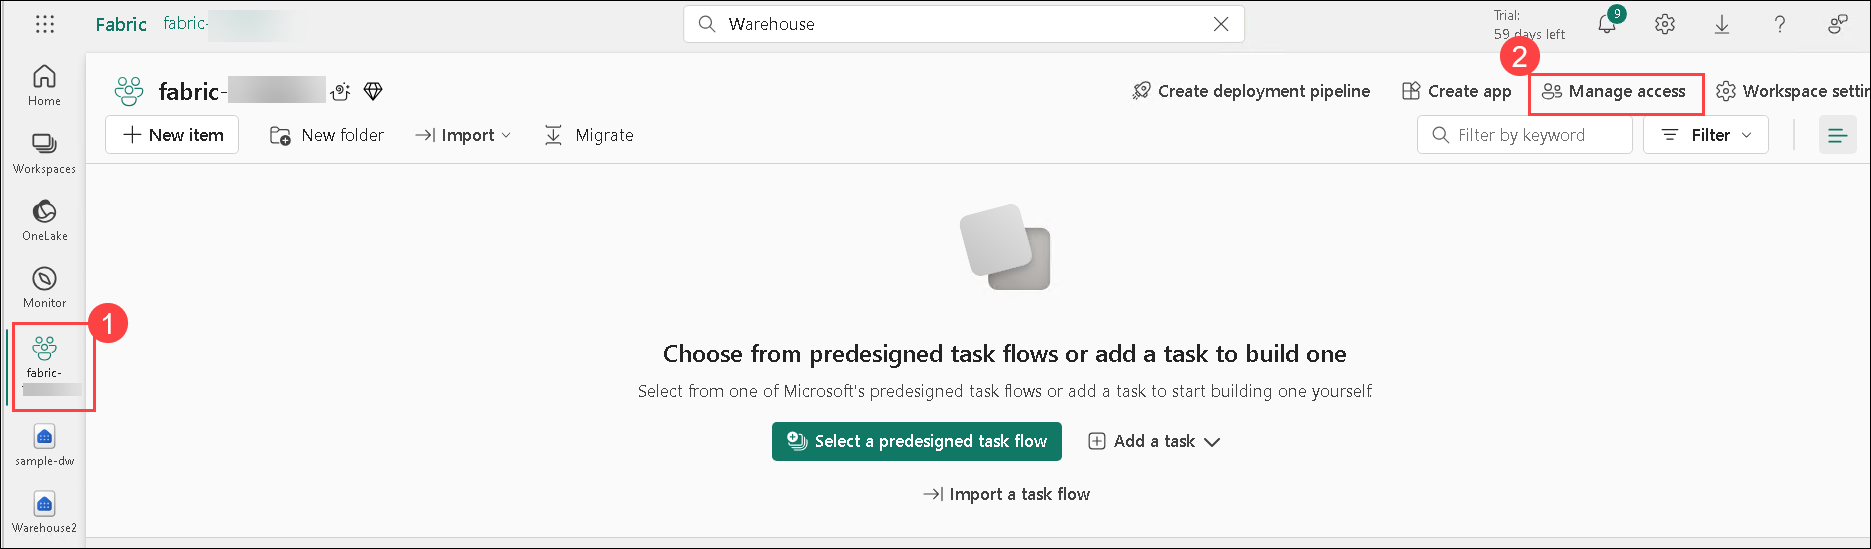 Fabric fabric-
Warehouse
Trial:
59 days left
9
2
fabric-
Create deployment pipeline
Create app
Manage access
Workspace settin
New item
New folder
Import
Migrate
Filter by keyword
Filter
Home
Workspaces
OneLake
Monitor
1
fabric-
sample-dw
Warehouse2
Choose from predesigned task flows or add a task to build one
Select from one of Microsoft's predesigned task flows or add a task to start building one yourself.
Select a predesigned task flow
Add a task
Import a task flow